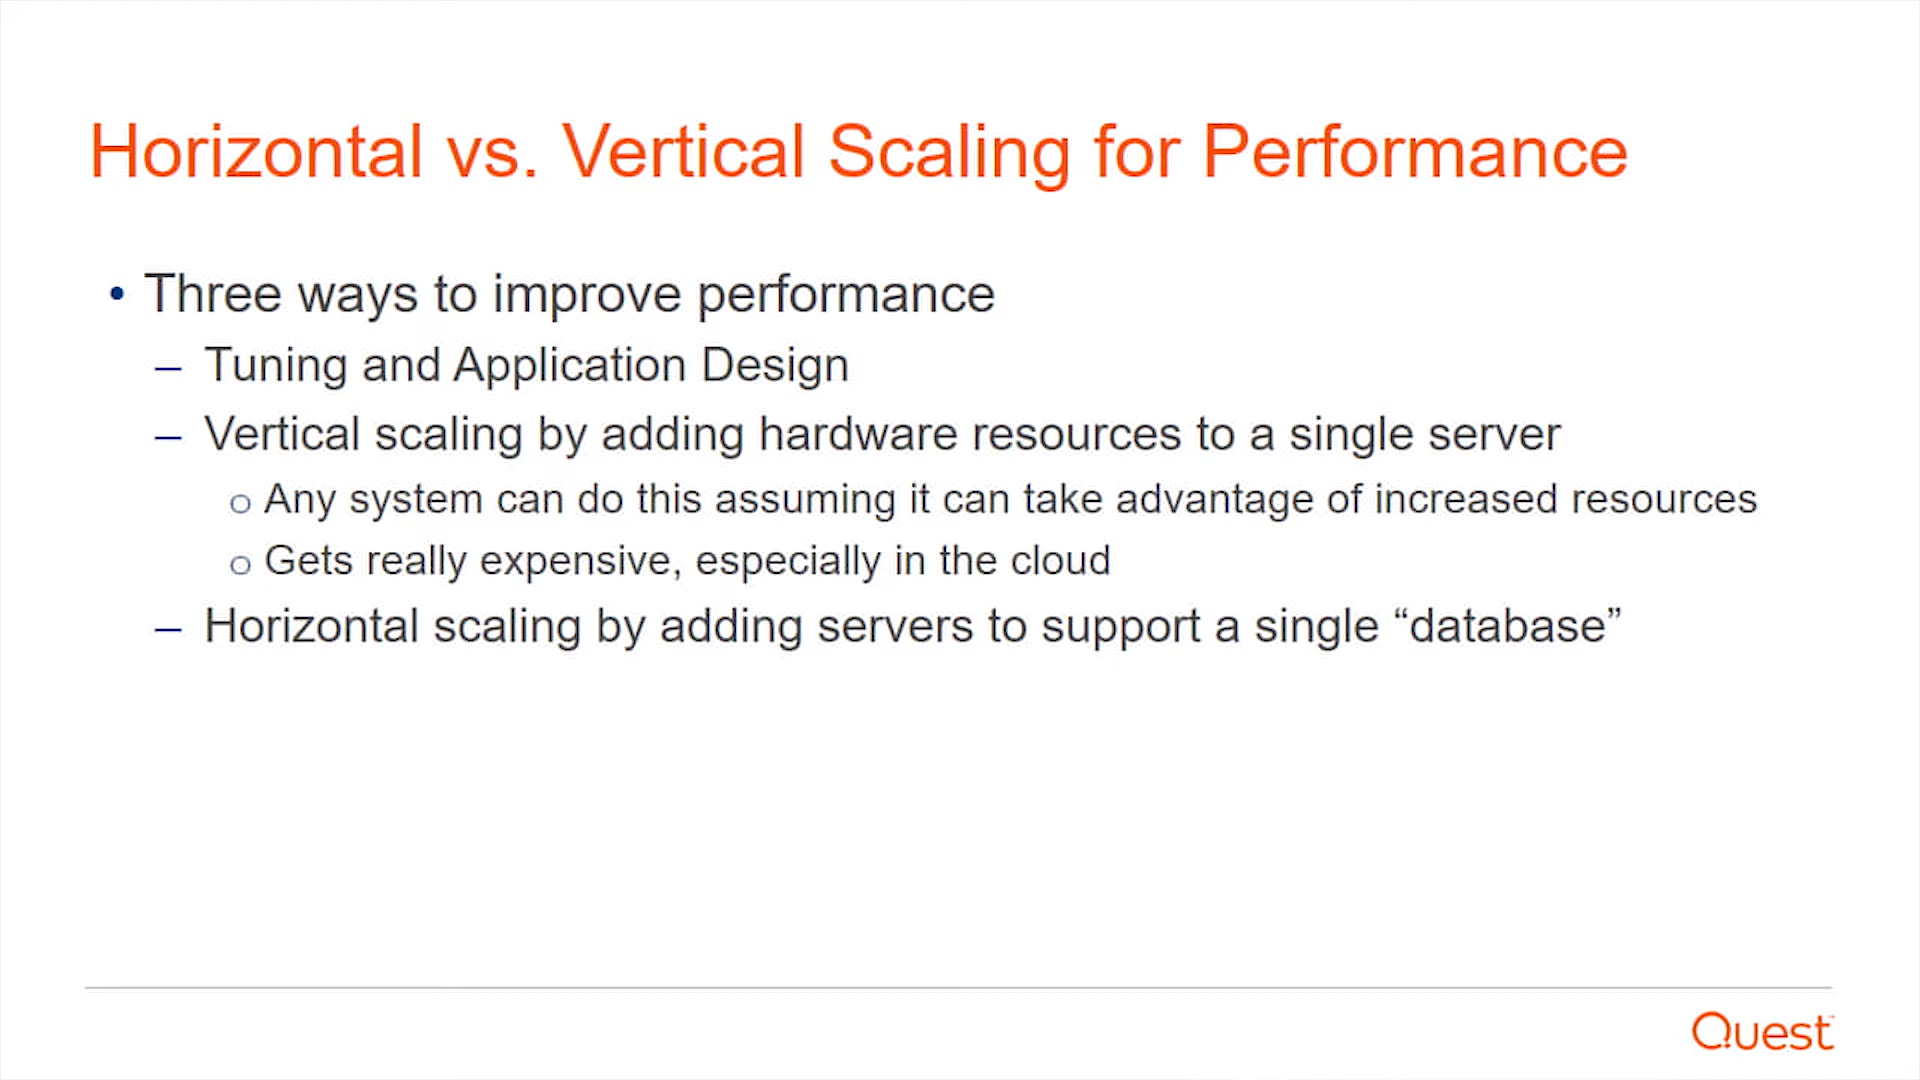 Horizontal vs. Vertical Scaling for Performance
• Three ways to improve performance
– Tuning and Application Design
– Vertical scaling by adding hardware resources to a single server
o Any system can do this assuming it can take advantage of increased resources
o Gets really expensive, especially in the cloud
– Horizontal scaling by adding servers to support a single “database”
Quest